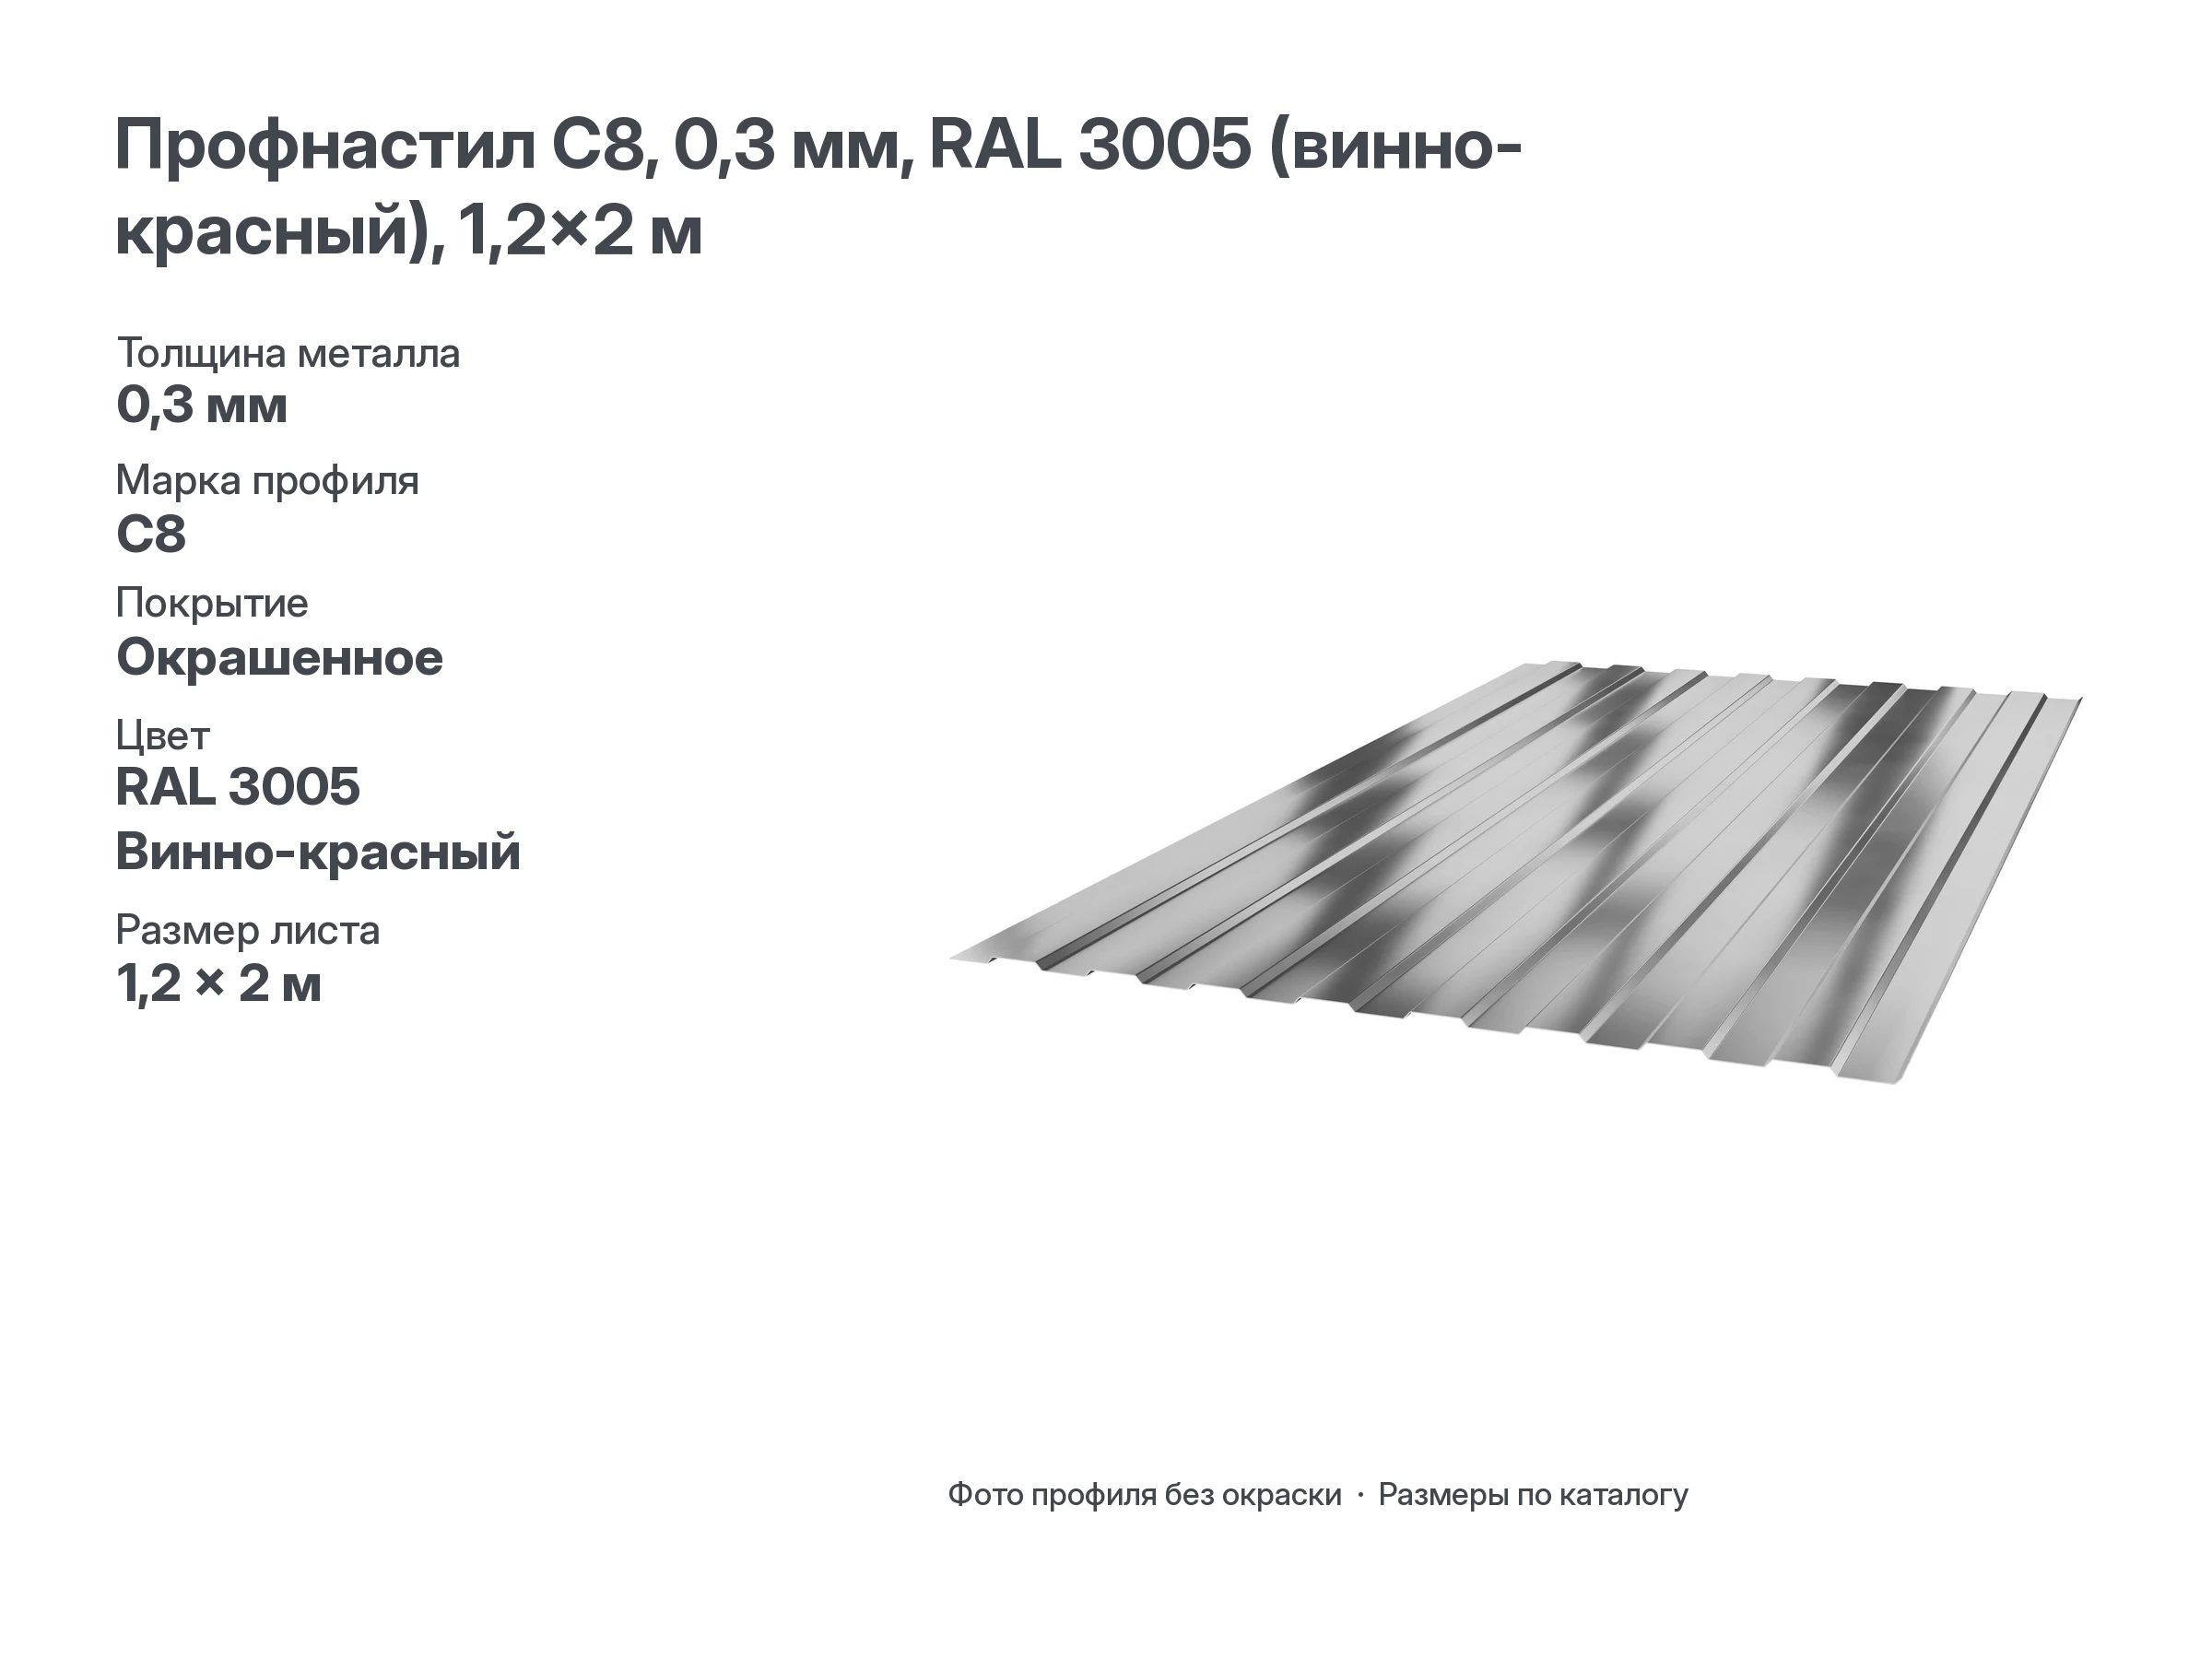 Профнастил С8, 0,3 мм, RAL 3005 (винно-
красный), 1,2×2 м
Толщина металла
0,3 мм
Марка профиля
С8
Покрытие
Окрашенное
Цвет
RAL 3005
Винно-красный
Размер листа
1,2 × 2 м
Фото профиля без окраски · Размеры по каталогу